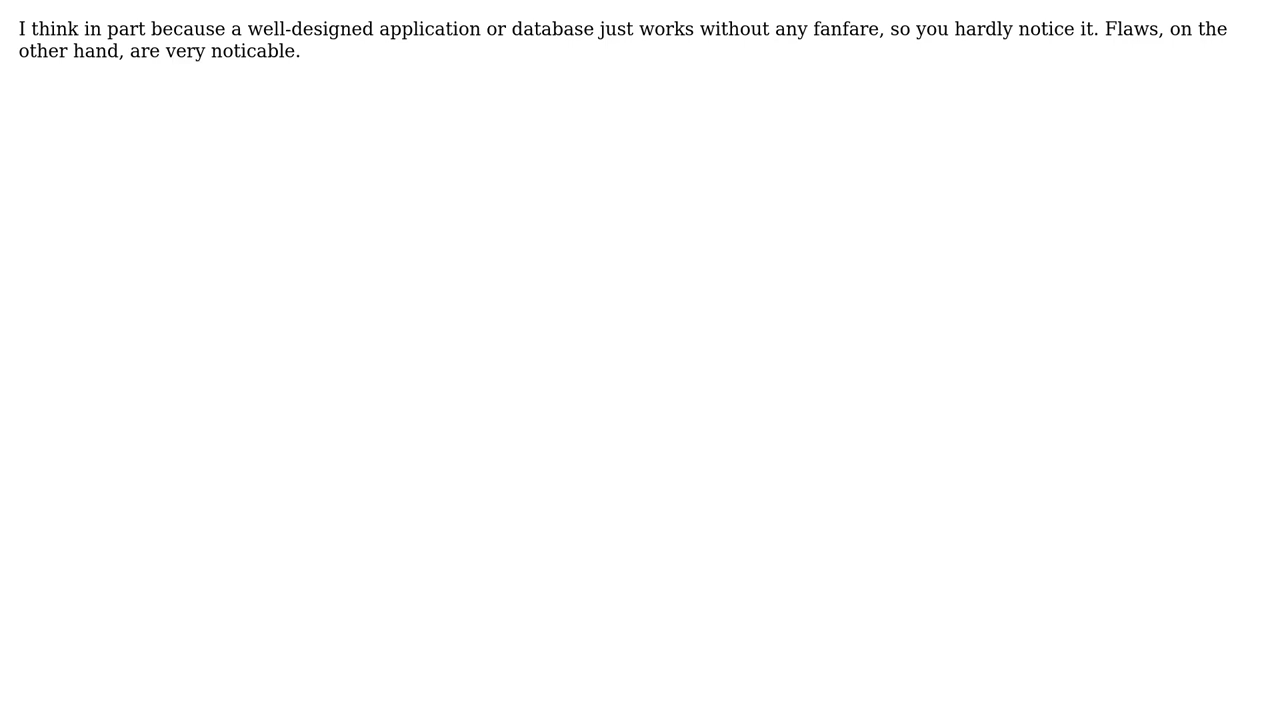 I think in part because a well-designed application or database just works without any fanfare, so you hardly notice it. Flaws, on the
other hand, are very noticable.